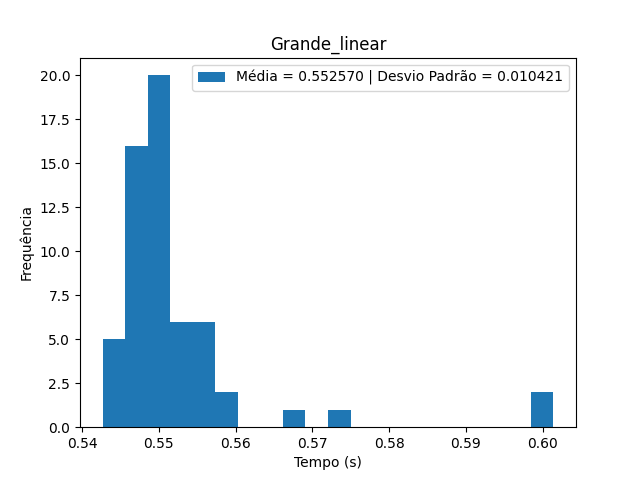 Grande_linear
Média = 0.552570 | Desvio Padrão = 0.010421
Frequência
20.0
17.5
15.0
12.5
10.0
7.5
5.0
2.5
0.0
0.54 0.55 0.56 0.57 0.58 0.59 0.60
Tempo (s)